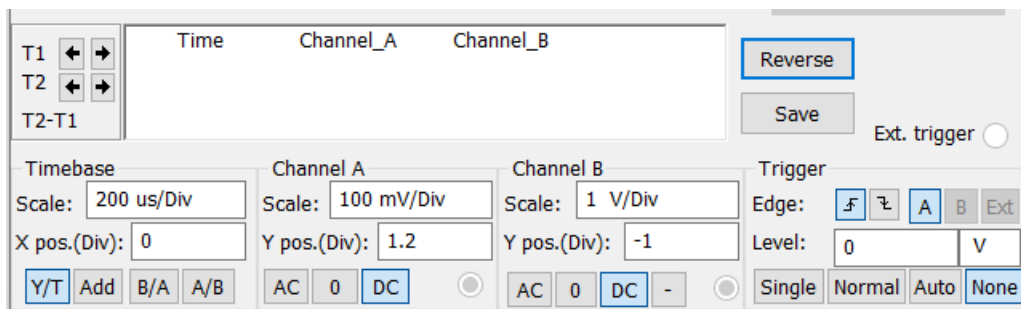 Time Channel_A Channel_B
T1
T2
T2-T1
Reverse
Save
Ext. trigger
Timebase
Scale: 200 us/Div
X pos.(Div): 0
Y/T Add B/A A/B
Channel A
Scale: 100 mV/Div
Y pos.(Div): 1.2
AC 0 DC
Channel B
Scale: 1 V/Div
Y pos.(Div): -1
AC 0 DC -
Trigger
Edge: A B Ext
Level: 0 V
Single Normal Auto None